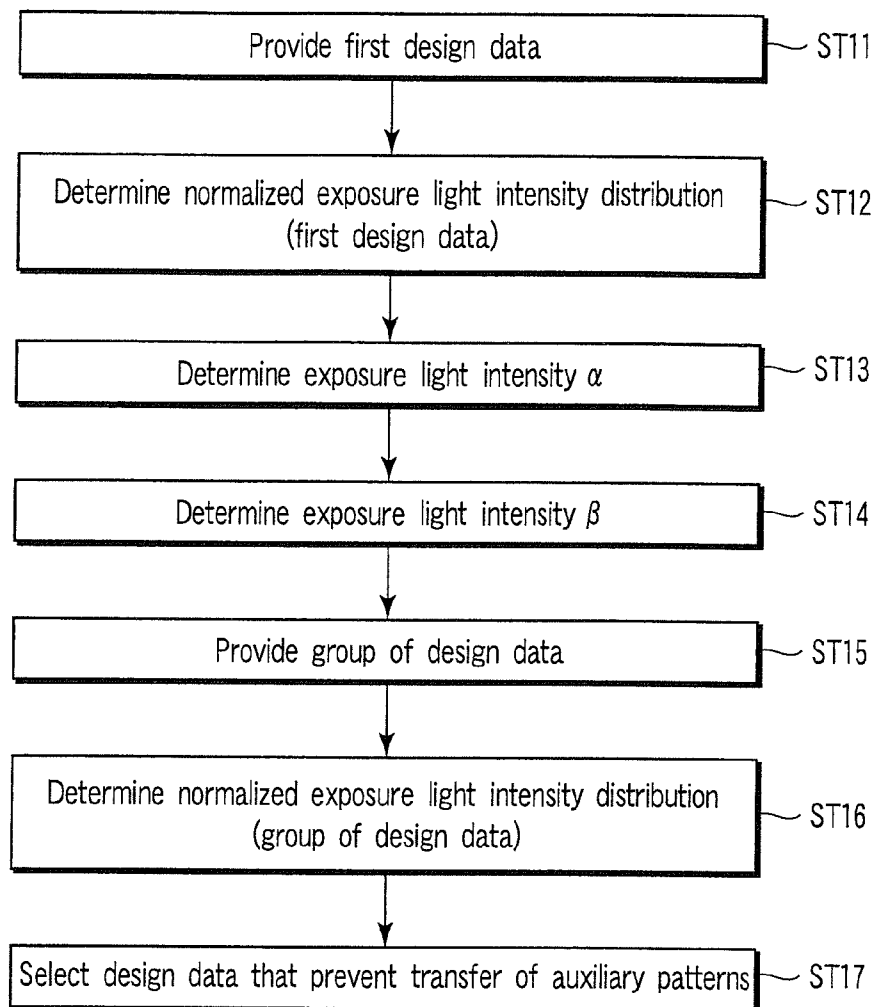 Provide first design data
ST11
Determine normalized exposure light intensity distribution
(first design data)
ST12
Determine exposure light intensity α
ST13
Determine exposure light intensity β
ST14
Provide group of design data
ST15
Determine normalized exposure light intensity distribution
(group of design data)
ST16
Select design data that prevent transfer of auxiliary patterns
ST17